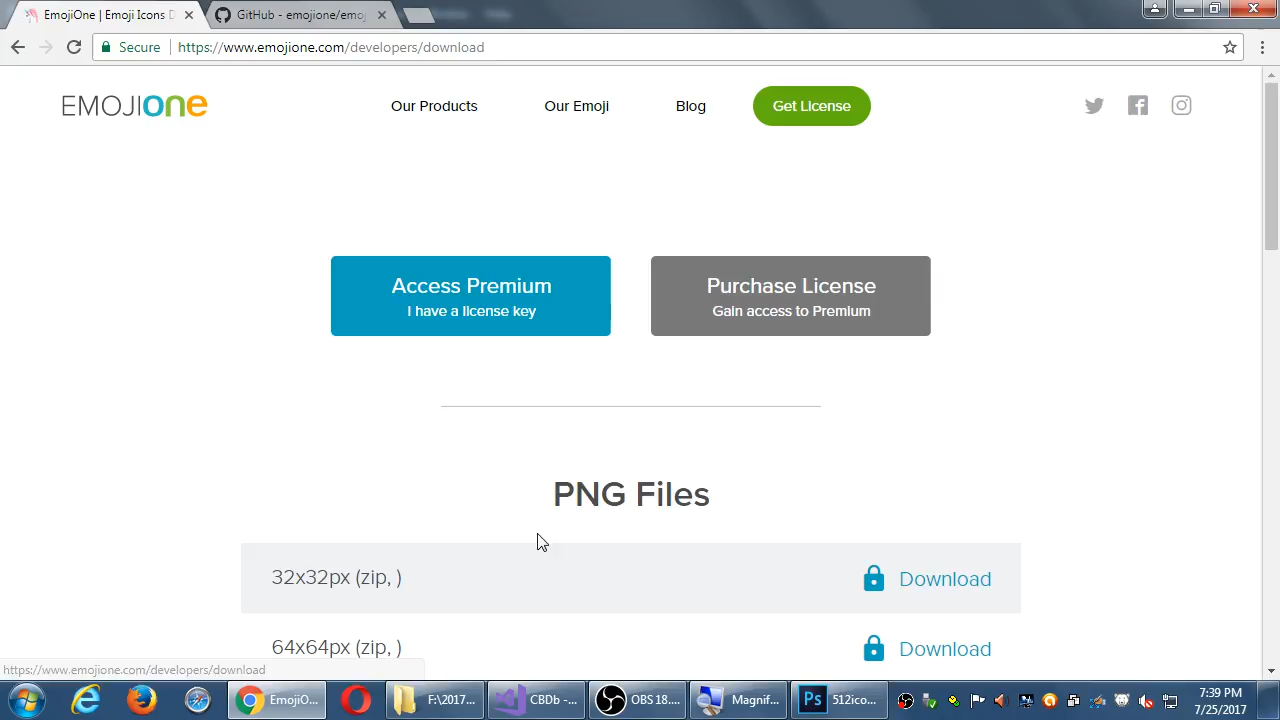 EmojiOne | Emoji Icons D
GitHub - emojione/emoj
Secure
https://www.emojione.com/developers/download
EMOJIone
Our Products
Our Emoji
Blog
Get License
Access Premium
I have a license key
Purchase License
Gain access to Premium
PNG Files
32x32px (zip, )
Download
64x64px (zip, )
Download
https://www.emojione.com/developers/download
EmojiO...
F:\2017...
CBDb -...
OBS 18....
Magnif...
Ps
512ico...
7:39 PM
7/25/2017